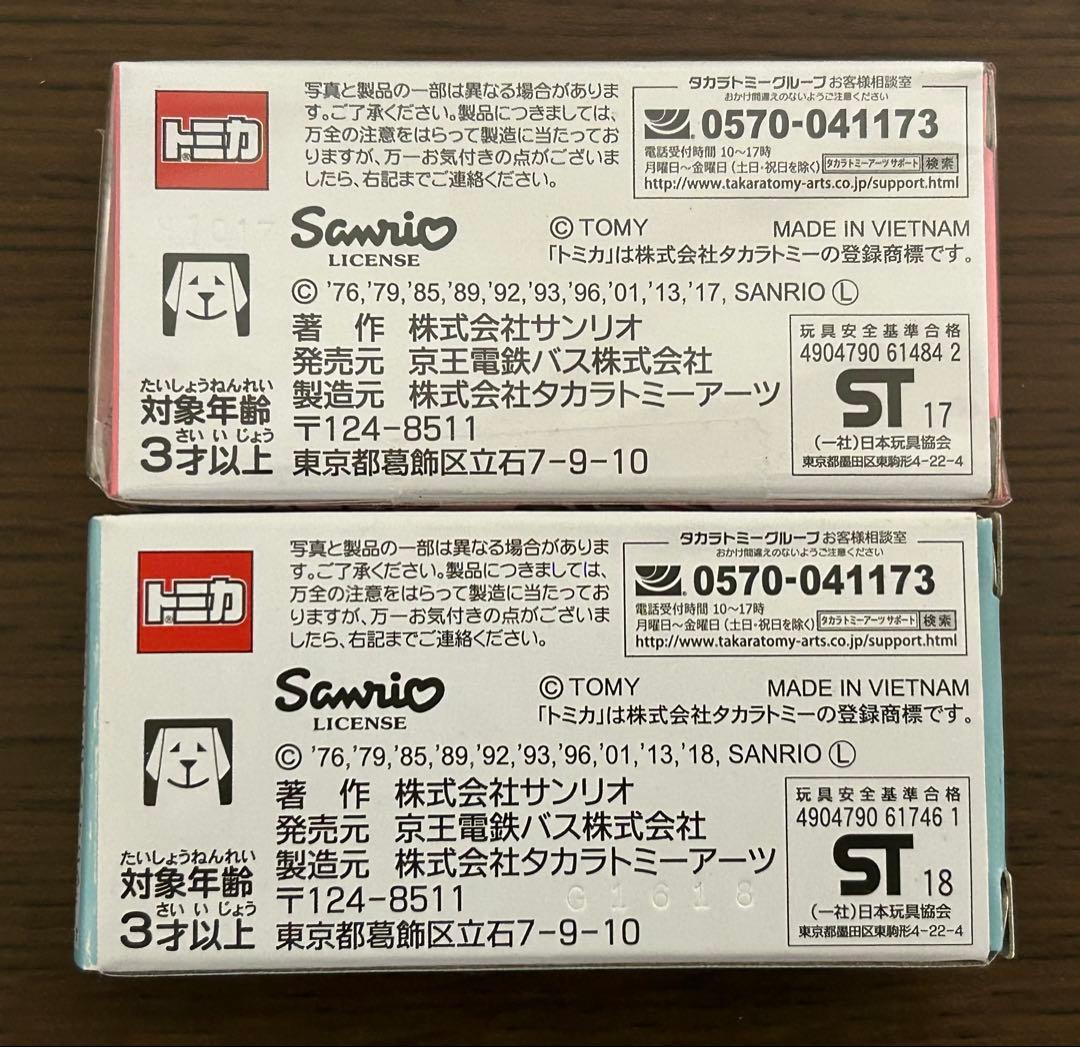 トミカ
写真と製品の一部は異なる場合がありま
す。ご了承ください。製品につきましては、
万全の注意をはらって製造に当たってお
りますが、万一お気付きの点がございま
したら、右記までご連絡ください。
タカラトミーグループ お客様相談室
おかけ間違えのないようご注意ください
0570-041173
電話受付時間 10〜17時
月曜日〜金曜日(土日・祝日を除く) タカラトミーアーツ サポート 検索
http://www.takaratomy-arts.co.jp/support.html
Sanrio
LICENSE
© TOMY MADE IN VIETNAM
「トミカ」は株式会社タカラトミーの登録商標です。
© '76,'79,'85,'89,'92,'93,'96,'01,'13,'17, SANRIO Ⓛ
著 作 株式会社サンリオ
発売元 京王電鉄バス株式会社
製造元 株式会社タカラトミーアーツ
〒124-8511
東京都葛飾区立石7-9-10
たいしょうねんれい
対象年齢
さい いじょう
3才以上
玩具安全基準合格
4904790 61484 2
ST 17
(一社)日本玩具協会
東京都墨田区東駒形4-22-4
トミカ
写真と製品の一部は異なる場合がありま
す。ご了承ください。製品につきましては、
万全の注意をはらって製造に当たってお
りますが、万一お気付きの点がございま
したら、右記までご連絡ください。
タカラトミーグループ お客様相談室
おかけ間違えのないようご注意ください
0570-041173
電話受付時間 10〜17時
月曜日〜金曜日(土日・祝日を除く) タカラトミーアーツ サポート 検索
http://www.takaratomy-arts.co.jp/support.html
Sanrio
LICENSE
© TOMY MADE IN VIETNAM
「トミカ」は株式会社タカラトミーの登録商標です。
© '76,'79,'85,'89,'92,'93,'96,'01,'13,'18, SANRIO Ⓛ
著 作 株式会社サンリオ
発売元 京王電鉄バス株式会社
製造元 株式会社タカラトミーアーツ
〒124-8511
G1618
東京都葛飾区立石7-9-10
たいしょうねんれい
対象年齢
さい いじょう
3才以上
玩具安全基準合格
4904790 61746 1
ST 18
(一社)日本玩具協会
東京都墨田区東駒形4-22-4